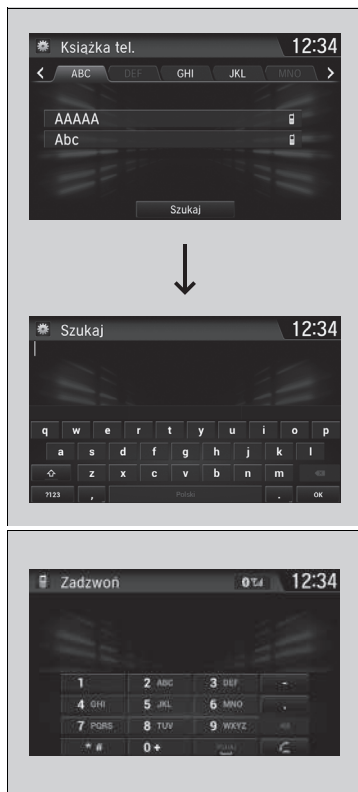 Książka tel. 12:34
ABC DEF GHI JKL MNO
AAAAA
Abc
Szukaj
Szukaj 12:34
q w e r t y u i o p
a s d f g h j k l
z x c v b n m
?123 , Polski . OK
Zadzwoń 12:34
1 2 ABC 3 DEF -
4 GHI 5 JKL 6 MNO .
7 PQRS 8 TUV 9 WXYZ
* # 0 +